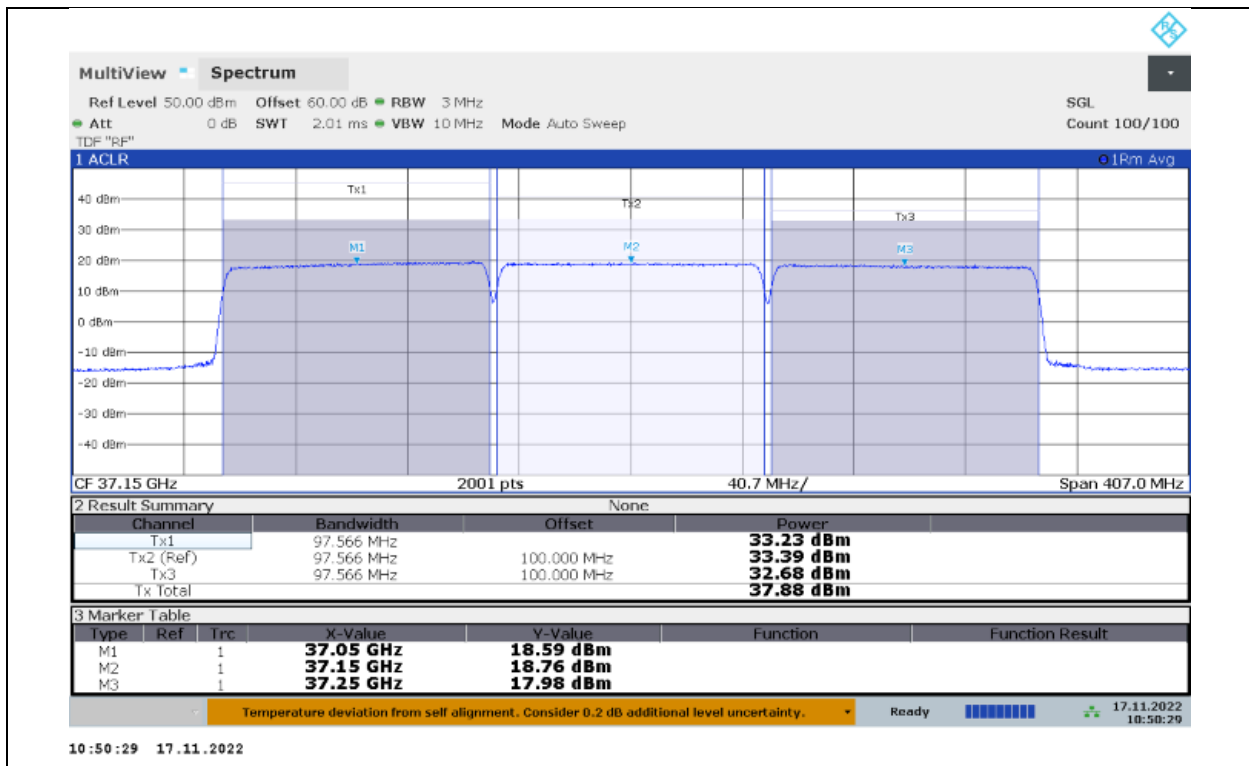 R&S
MultiView Spectrum
Ref Level 50.00 dBm Offset 60.00 dB RBW 3 MHz SGL
Att 0 dB SWT 2.01 ms VBW 10 MHz Mode Auto Sweep Count 100/100
TDF "RF"
1 ACLR 1Rm Avg
Tx1
40 dBm
Tx2
Tx3
30 dBm
M1
M2
M3
20 dBm
10 dBm
0 dBm
-10 dBm
-20 dBm
-30 dBm
-40 dBm
CF 37.15 GHz 2001 pts 40.7 MHz/ Span 407.0 MHz
2 Result Summary None
Channel Bandwidth Offset Power
Tx1 97.566 MHz 33.23 dBm
Tx2 (Ref) 97.566 MHz 100.000 MHz 33.39 dBm
Tx3 97.566 MHz 100.000 MHz 32.68 dBm
Tx Total 37.88 dBm
3 Marker Table
Type Ref Trc X-Value Y-Value Function Function Result
M1 1 37.05 GHz 18.59 dBm
M2 1 37.15 GHz 18.76 dBm
M3 1 37.25 GHz 17.98 dBm
Temperature deviation from self alignment. Consider 0.2 dB additional level uncertainty. Ready 17.11.2022
10:50:29
10:50:29 17.11.2022